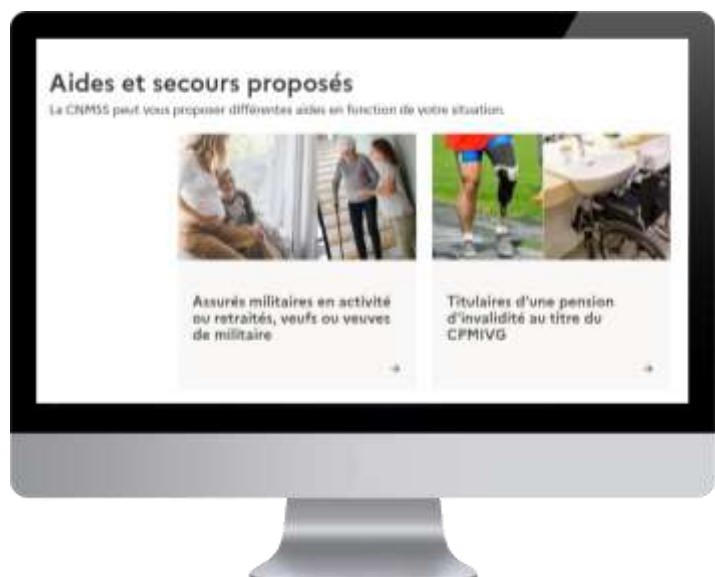 Aides et secours proposés
La CNMSS peut vous proposer différentes aides en fonction de votre situation.
Assurés militaires en activité
ou retraités, veufs ou veuves
de militaire
Titulaires d'une pension
d'invalidité au titre du
CPMIVG